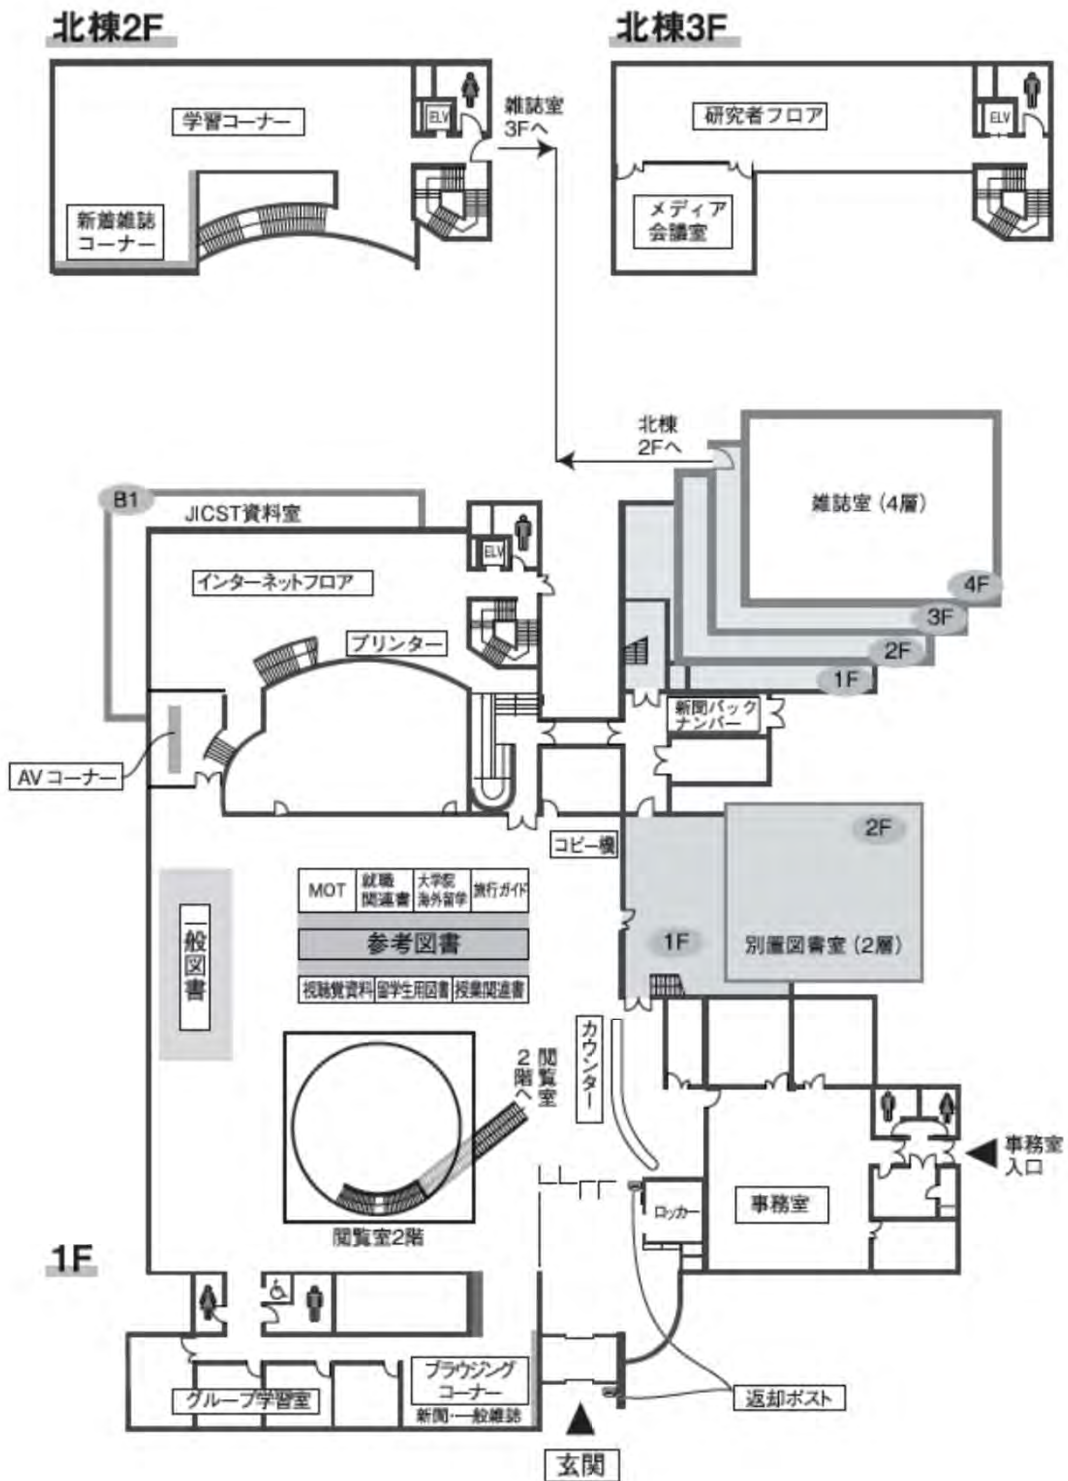 北棟2F
北棟3F
学習コーナー
ELV
雑誌室
3Fへ
研究者フロア
ELV
新着雑誌
コーナー
メディア
会議室
北棟
2Fへ
B1
JICST資料室
雑誌室(4層)
ELV
インターネットフロア
4F
3F
プリンター
2F
1F
新聞バック
ナンバー
AVコーナー
2F
コピー機
MOT
就職
関連書
大学院
海外留学
旅行ガイド
一般図書
参考図書
1F
別置図書室(2層)
視聴覚資料
留学生用図書
授業関連書
カウンター
閲覧室
2階へ
事務室
入口
事務室
ロッカー
閲覧室2階
1F
ブラウジング
コーナー
グループ学習室
新聞・一般雑誌
返却ポスト
玄関